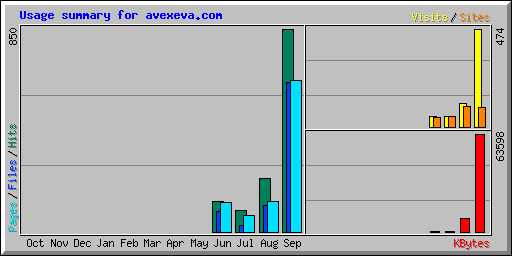 Usage summary for avexeva.com
Visits / Sites
850
474
Pages / Files / Hits
63598
Oct Nov Dec Jan Feb Mar Apr May Jun Jul Aug Sep
KBytes